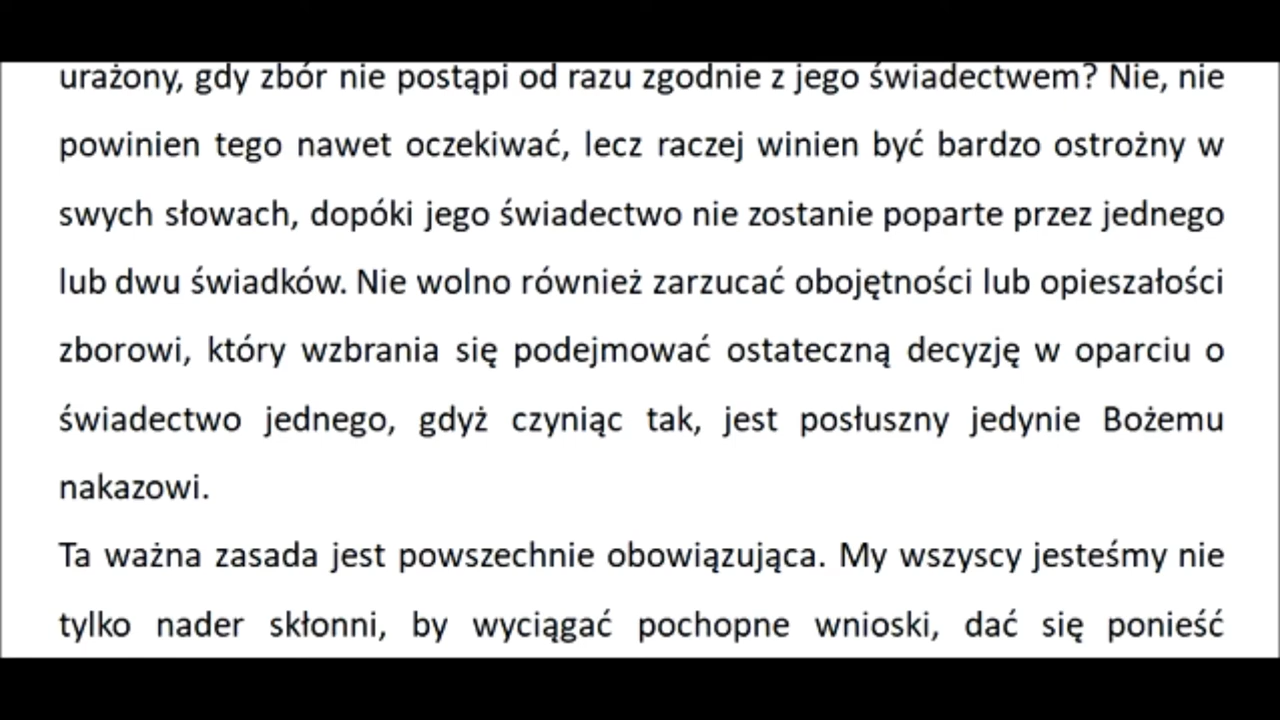 urażony, gdy zbór nie postąpi od razu zgodnie z jego świadectwem? Nie, nie
powinien tego nawet oczekiwać, lecz raczej winien być bardzo ostrożny w
swych słowach, dopóki jego świadectwo nie zostanie poparte przez jednego
lub dwu świadków. Nie wolno również zarzucać obojętności lub opieszałości
zborowi, który wzbrania się podejmować ostateczną decyzję w oparciu o
świadectwo jednego, gdyż czyniąc tak, jest posłuszny jedynie Bożemu
nakazowi.
Ta ważna zasada jest powszechnie obowiązująca. My wszyscy jesteśmy nie
tylko nader skłonni, by wyciągać pochopne wnioski, dać się ponieść